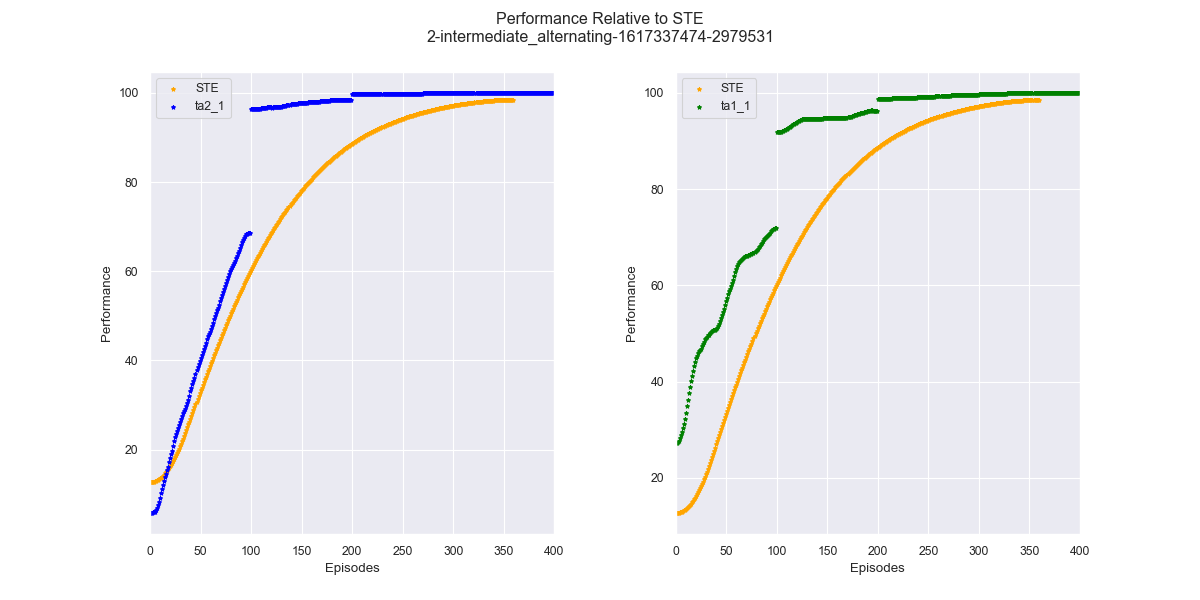 Performance Relative to STE
2-intermediate_alternating-1617337474-2979531
STE
ta2_1
100
80
60
40
20
Performance
0 50 100 150 200 250 300 350 400
Episodes
STE
ta1_1
100
80
60
40
20
Performance
0 50 100 150 200 250 300 350 400
Episodes